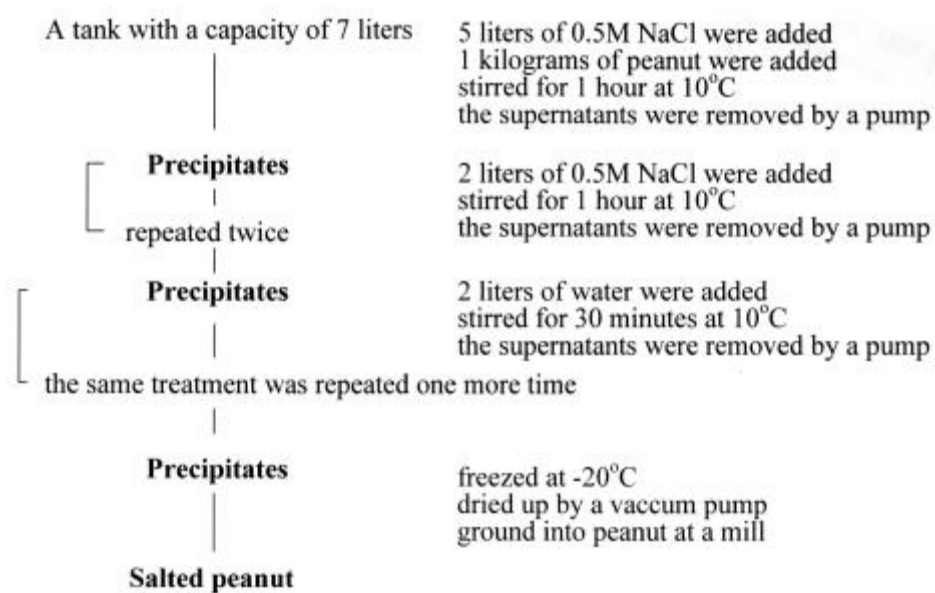 A tank with a capacity of 7 liters
5 liters of 0.5M NaCl were added
1 kilograms of peanut were added
stirred for 1 hour at 10°C
the supernatants were removed by a pump
Precipitates
2 liters of 0.5M NaCl were added
stirred for 1 hour at 10°C
repeated twice
the supernatants were removed by a pump
Precipitates
2 liters of water were added
stirred for 30 minutes at 10°C
the supernatants were removed by a pump
the same treatment was repeated one more time
Precipitates
freezed at -20°C
dried up by a vaccum pump
ground into peanut at a mill
Salted peanut